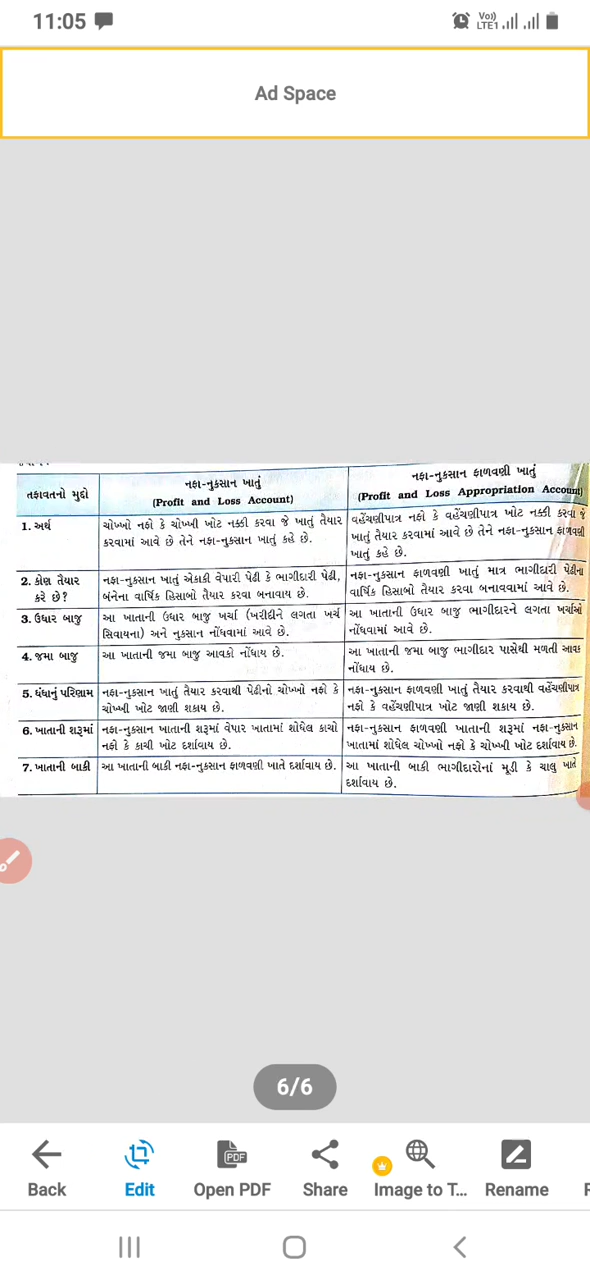 11:05
Vo)) LTE1
Ad Space
તફાવતનો મુદ્દો
નફા-નુકસાન ખાતું
(Profit and Loss Account)
નફા-નુકસાન ફાળવણી ખાતું
(Profit and Loss Appropriation Account)
1. અર્થ
ચોખ્ખો નફો કે ચોખ્ખી ખોટ નક્કી કરવા જે ખાતું તૈયાર
કરવામાં આવે છે તેને નફા-નુકસાન ખાતું કહે છે.
વહેંચણીપાત્ર નફો કે વહેંચણીપાત્ર ખોટ નક્કી કરવા જે
ખાતું તૈયાર કરવામાં આવે છે તેને નફા-નુકસાન ફાળવણી
ખાતું કહે છે.
2. કોણ તૈયાર
કરે છે?
નફા-નુકસાન ખાતું એકાકી વેપારી પેઢી કે ભાગીદારી પેઢી,
બંનેના વાર્ષિક હિસાબો તૈયાર કરવા બનાવાય છે.
નફા-નુકસાન ફાળવણી ખાતું માત્ર ભાગીદારી પેઢીના
વાર્ષિક હિસાબો તૈયાર કરવા બનાવવામાં આવે છે.
3. ઉધાર બાજુ
આ ખાતાની ઉધાર બાજુ ખર્ચા (ખરીદીને લગતા ખર્ચ
સિવાયના) અને નુકસાન નોંધવામાં આવે છે.
આ ખાતાની ઉધાર બાજુ ભાગીદારને લગતા ખર્ચાઓ
નોંધવામાં આવે છે.
4. જમા બાજુ
આ ખાતાની જમા બાજુ આવકો નોંધાય છે.
આ ખાતાની જમા બાજુ ભાગીદાર પાસેથી મળતી આવક
નોંધાય છે.
5. ધંધાનું પરિણામ
નફા-નુકસાન ખાતું તૈયાર કરવાથી પેઢીનો ચોખ્ખો નફો કે
ચોખ્ખી ખોટ જાણી શકાય છે.
નફા-નુકસાન ફાળવણી ખાતું તૈયાર કરવાથી વહેંચણીપાત્ર
નફો કે વહેંચણીપાત્ર ખોટ જાણી શકાય છે.
6. ખાતાની શરૂમાં
નફા-નુકસાન ખાતાની શરૂમાં વેપાર ખાતામાં શોધેલ કાચો
નફો કે કાચી ખોટ દર્શાવાય છે.
નફા-નુકસાન ફાળવણી ખાતાની શરૂમાં નફા-નુકસાન
ખાતામાં શોધેલ ચોખ્ખો નફો કે ચોખ્ખી ખોટ દર્શાવાય છે.
7. ખાતાની બાકી
આ ખાતાની બાકી નફા-નુકસાન ફાળવણી ખાતે દર્શાવાય છે.
આ ખાતાની બાકી ભાગીદારોનાં મૂડી કે ચાલુ ખાતે
દર્શાવાય છે.
6/6
PDF
Back Edit Open PDF Share Image to T... Rename